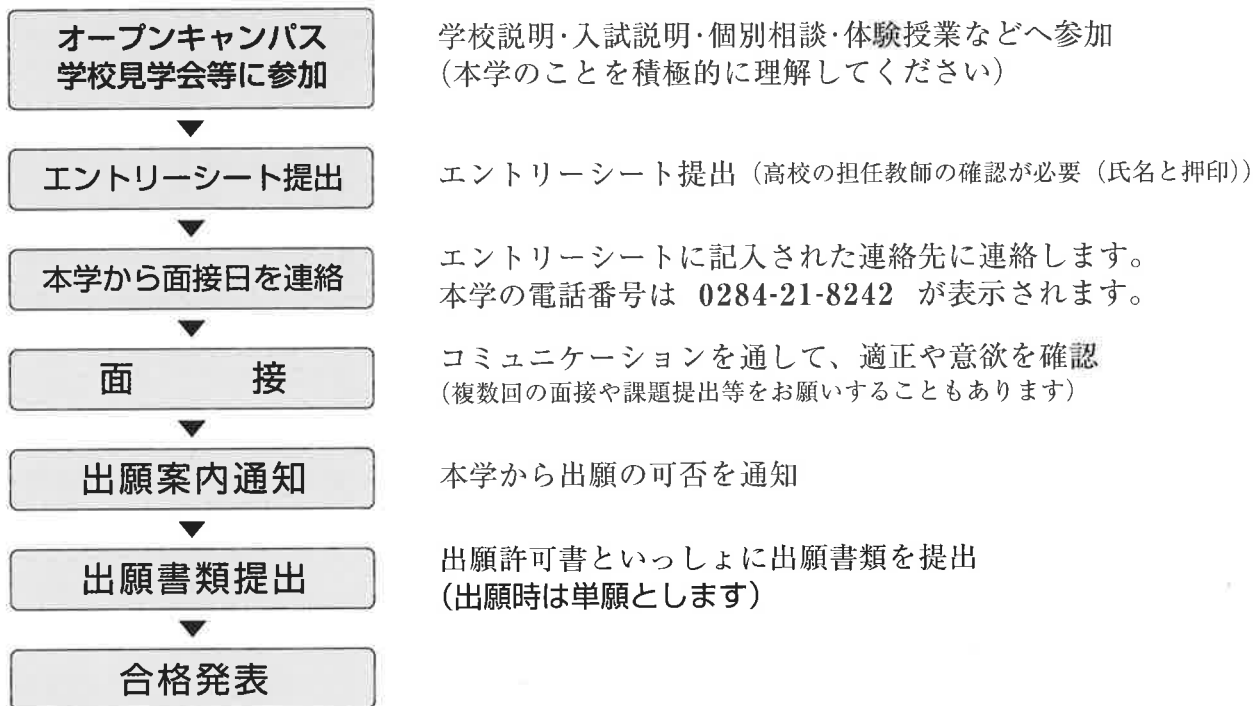 オープンキャンパス
学校見学会等に参加
学校説明・入試説明・個別相談・体験授業などへ参加
(本学のことを積極的に理解してください)
▼
エントリーシート提出
エントリーシート提出 (高校の担任教師の確認が必要 (氏名と押印))
▼
本学から面接日を連絡
エントリーシートに記入された連絡先に連絡します。
本学の電話番号は 0284-21-8242 が表示されます。
▼
面 接
コミュニケーションを通して、適正や意欲を確認
(複数回の面接や課題提出等をお願いすることもあります)
▼
出願案内通知
本学から出願の可否を通知
▼
出願書類提出
出願許可書といっしょに出願書類を提出
(出願時は単願とします)
▼
合格発表